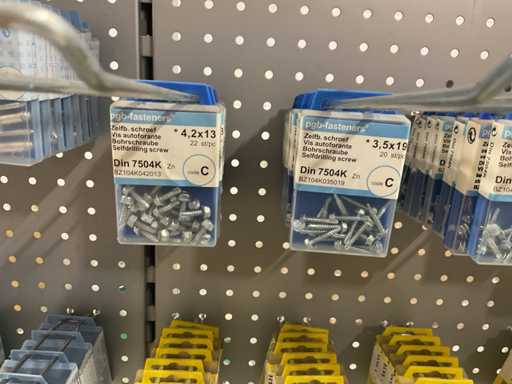 pgb-fasteners®
Zelfb. schroef
Vis autoforante
Bohrschraube
Selfdrilling screw
* 4,2x13
22 st/pc
Din 7504K Zn
BZ104K042013
code C
pgb-fasteners®
Zelfb. schroef
Vis autoforante
Bohrschraube
Selfdrilling screw
* 3,5x19
20 st/pc
Din 7504K Zn
BZ104K035019
code C